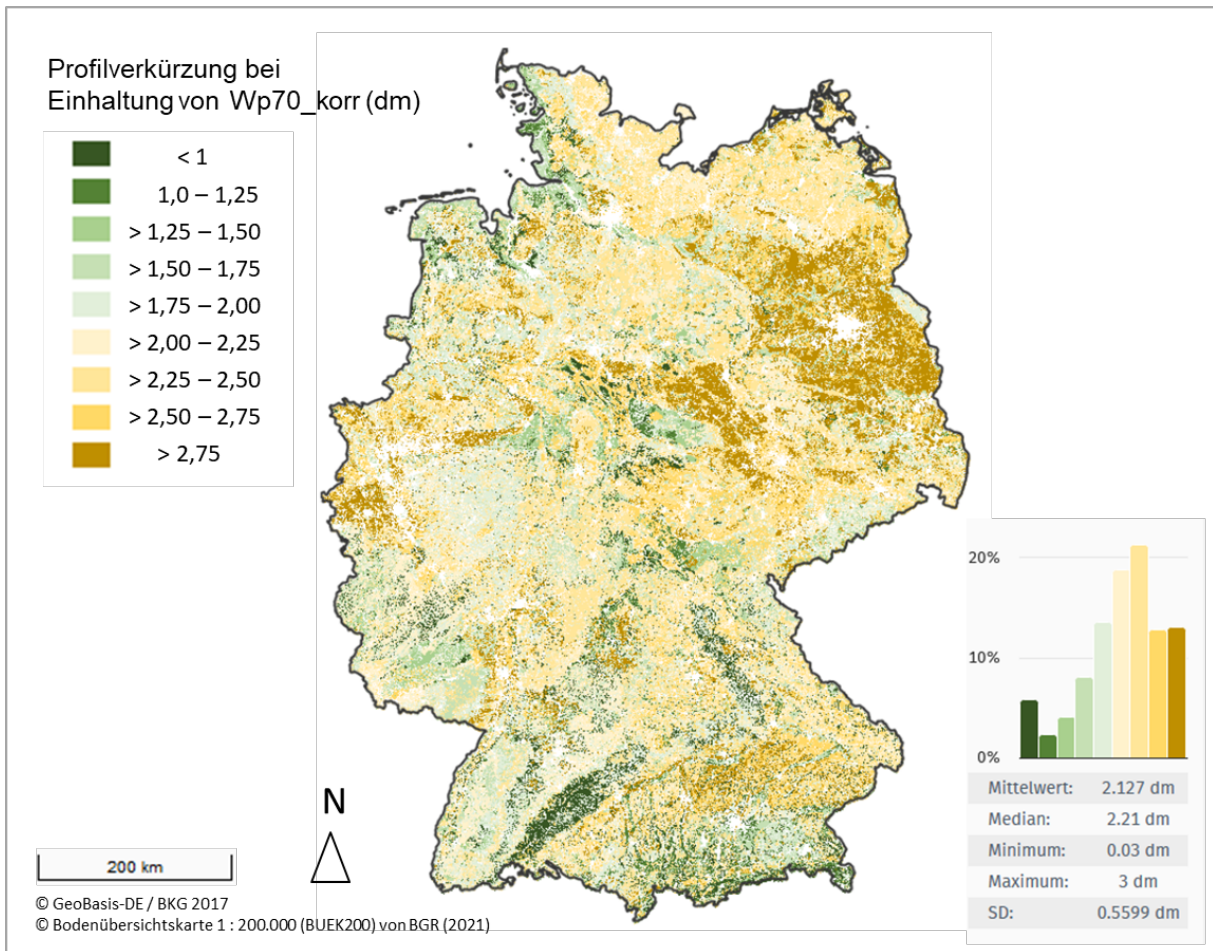 Profilverkürzung bei
Einhaltung von Wp70_korr (dm)
< 1
1,0 – 1,25
> 1,25 – 1,50
> 1,50 – 1,75
> 1,75 – 2,00
> 2,00 – 2,25
> 2,25 – 2,50
> 2,50 – 2,75
> 2,75
20%
10%
0%
Mittelwert: 2.127 dm
Median: 2.21 dm
Minimum: 0.03 dm
Maximum: 3 dm
SD: 0.5599 dm
N
200 km
© GeoBasis-DE / BKG 2017
© Bodenübersichtskarte 1 : 200.000 (BUEK200) von BGR (2021)